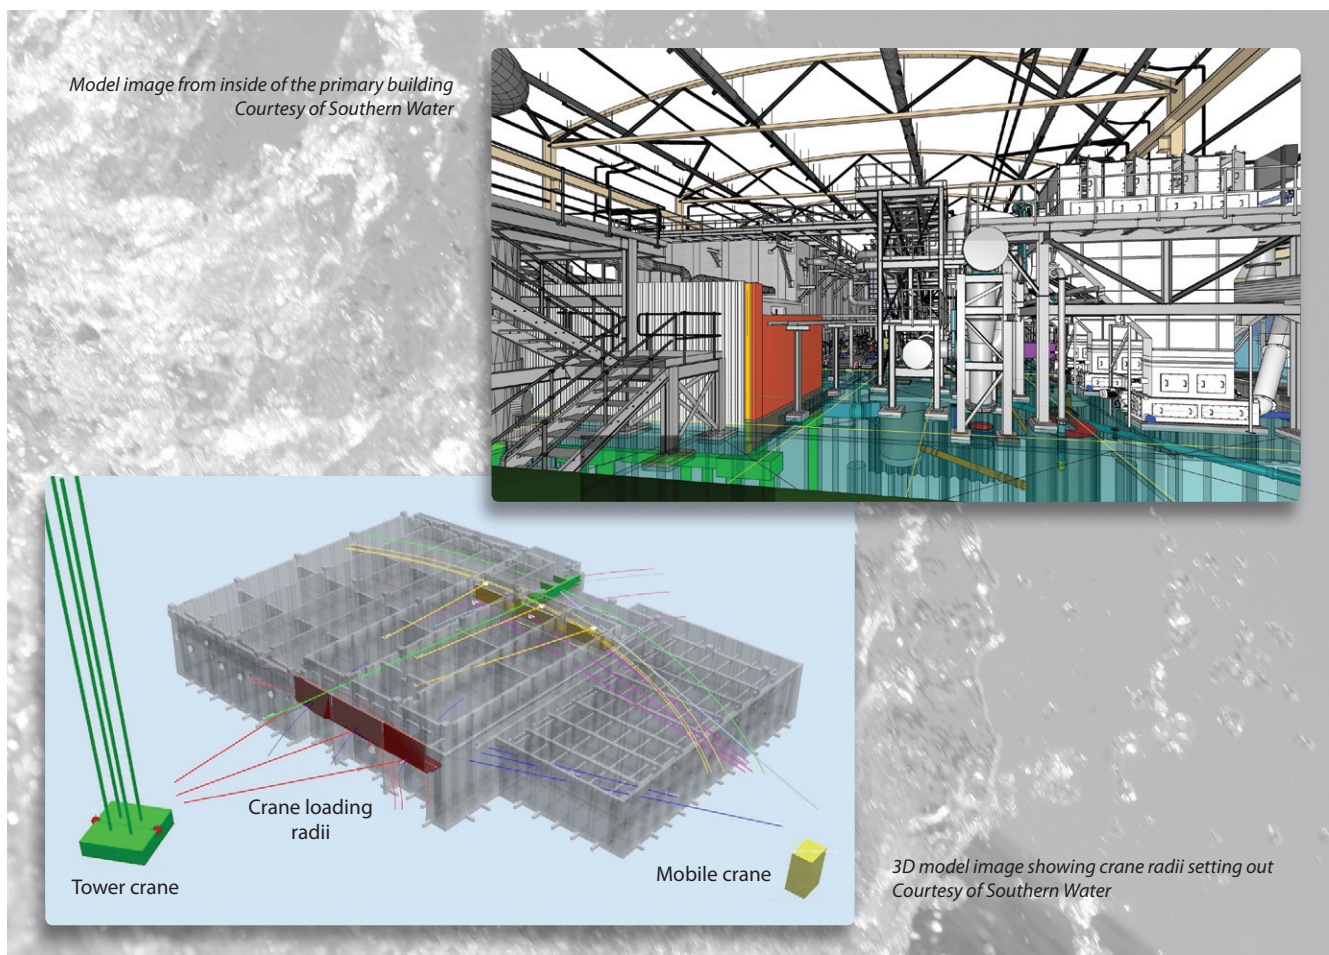 Model image from inside of the primary building
Courtesy of Southern Water
Crane loading
radii
Tower crane
Mobile crane
3D model image showing crane radii setting out
Courtesy of Southern Water